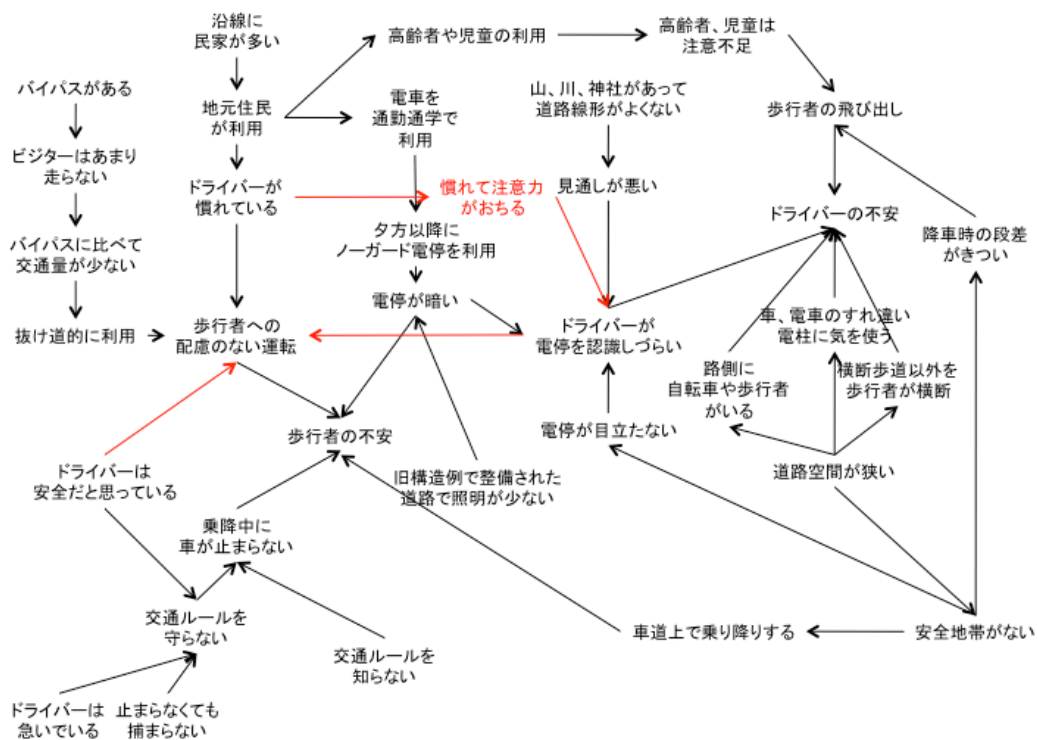 沿線に
民家が多い
高齢者や児童の利用
高齢者、児童は
注意不足
バイパスがある
地元住民
が利用
電車を
通勤通学で
利用
山、川、神社があって
道路線形がよくない
歩行者の飛び出し
ビジターはあまり
走らない
ドライバーが
慣れている
慣れて注意力
がおちる
見通しが悪い
ドライバーの不安
バイパスに比べて
交通量が少ない
夕方以降に
ノーガード電停を利用
降車時の段差
がきつい
電停が暗い
抜け道的に利用
歩行者への
配慮のない運転
ドライバーが
電停を認識しづらい
車、電車のすれ違い
電柱に気を使う
路側に
自転車や歩行者
がいる
横断歩道以外を
歩行者が横断
歩行者の不安
電停が目立たない
ドライバーは
安全だと思っている
旧構造例で整備された
道路で照明が少ない
道路空間が狭い
乗降中に
車が止まらない
交通ルールを
守らない
交通ルールを
知らない
車道上で乗り降りする
安全地帯がない
ドライバーは
急いでいる
止まらなくても
捕まらない